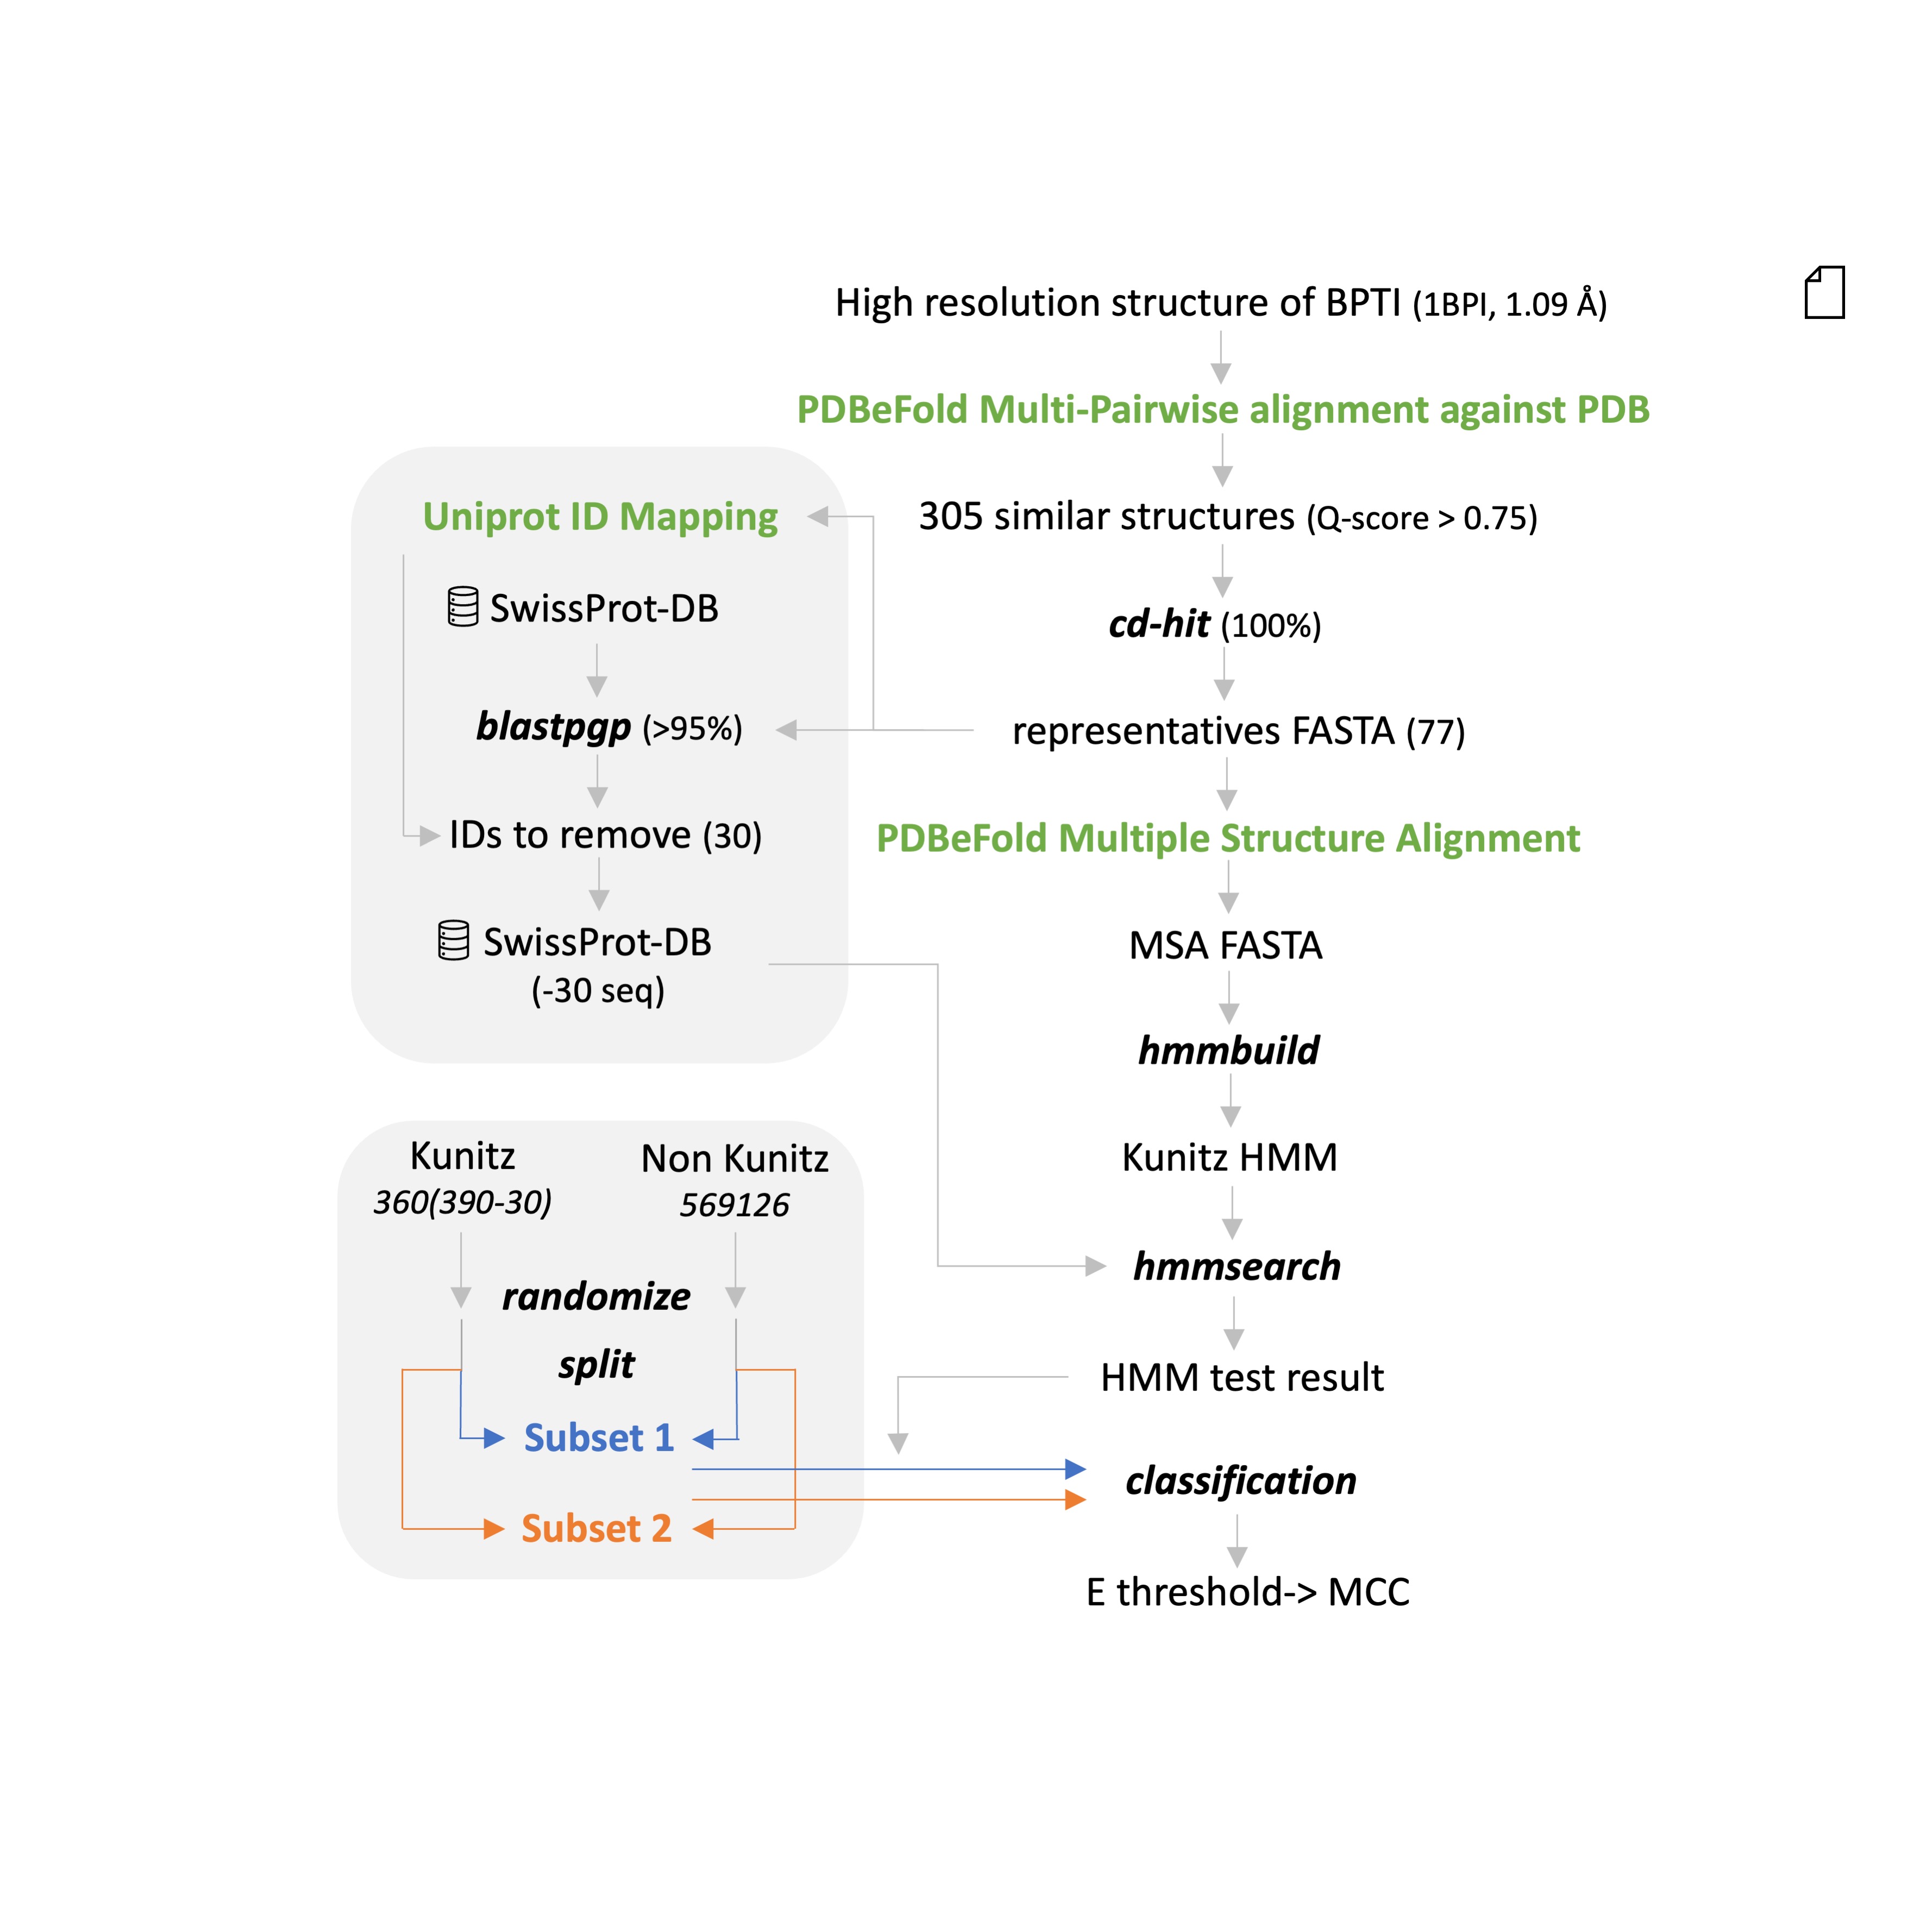 High resolution structure of BPTI (1BPI, 1.09 Å)
PDBeFold Multi-Pairwise alignment against PDB
305 similar structures (Q-score > 0.75)
cd-hit (100%)
representatives FASTA (77)
PDBeFold Multiple Structure Alignment
MSA FASTA
hmmbuild
Kunitz HMM
hmmsearch
HMM test result
classification
E threshold-> MCC
Uniprot ID Mapping
SwissProt-DB
blastpgp (>95%)
IDs to remove (30)
SwissProt-DB
(-30 seq)
Kunitz
360(390-30)
Non Kunitz
569126
randomize
split
Subset 1
Subset 2